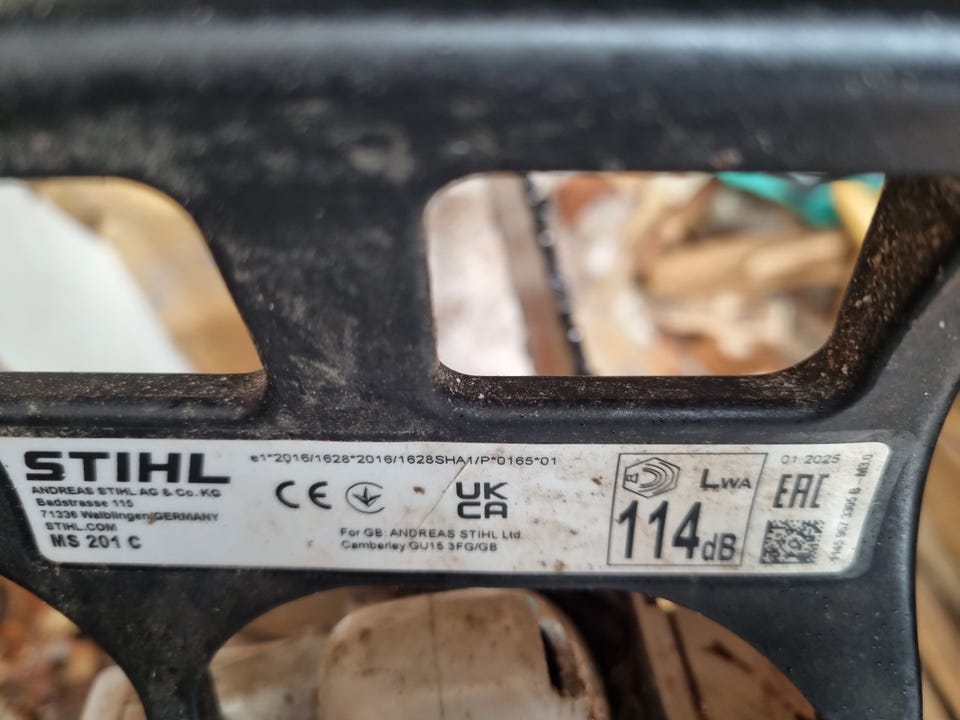 STIHL
ANDREAS STIHL AG & Co. KG
Badstrasse 115
71336 Waiblingen/GERMANY
STIHL.COM
MS 201 C
e1*2016/1628*2016/1628SHA1/P*0165*01
CE
UK
CA
For GB: ANDREAS STIHL Ltd
Camberley GU15 3FG/GB
LWA
114dB
01.2025
EAC